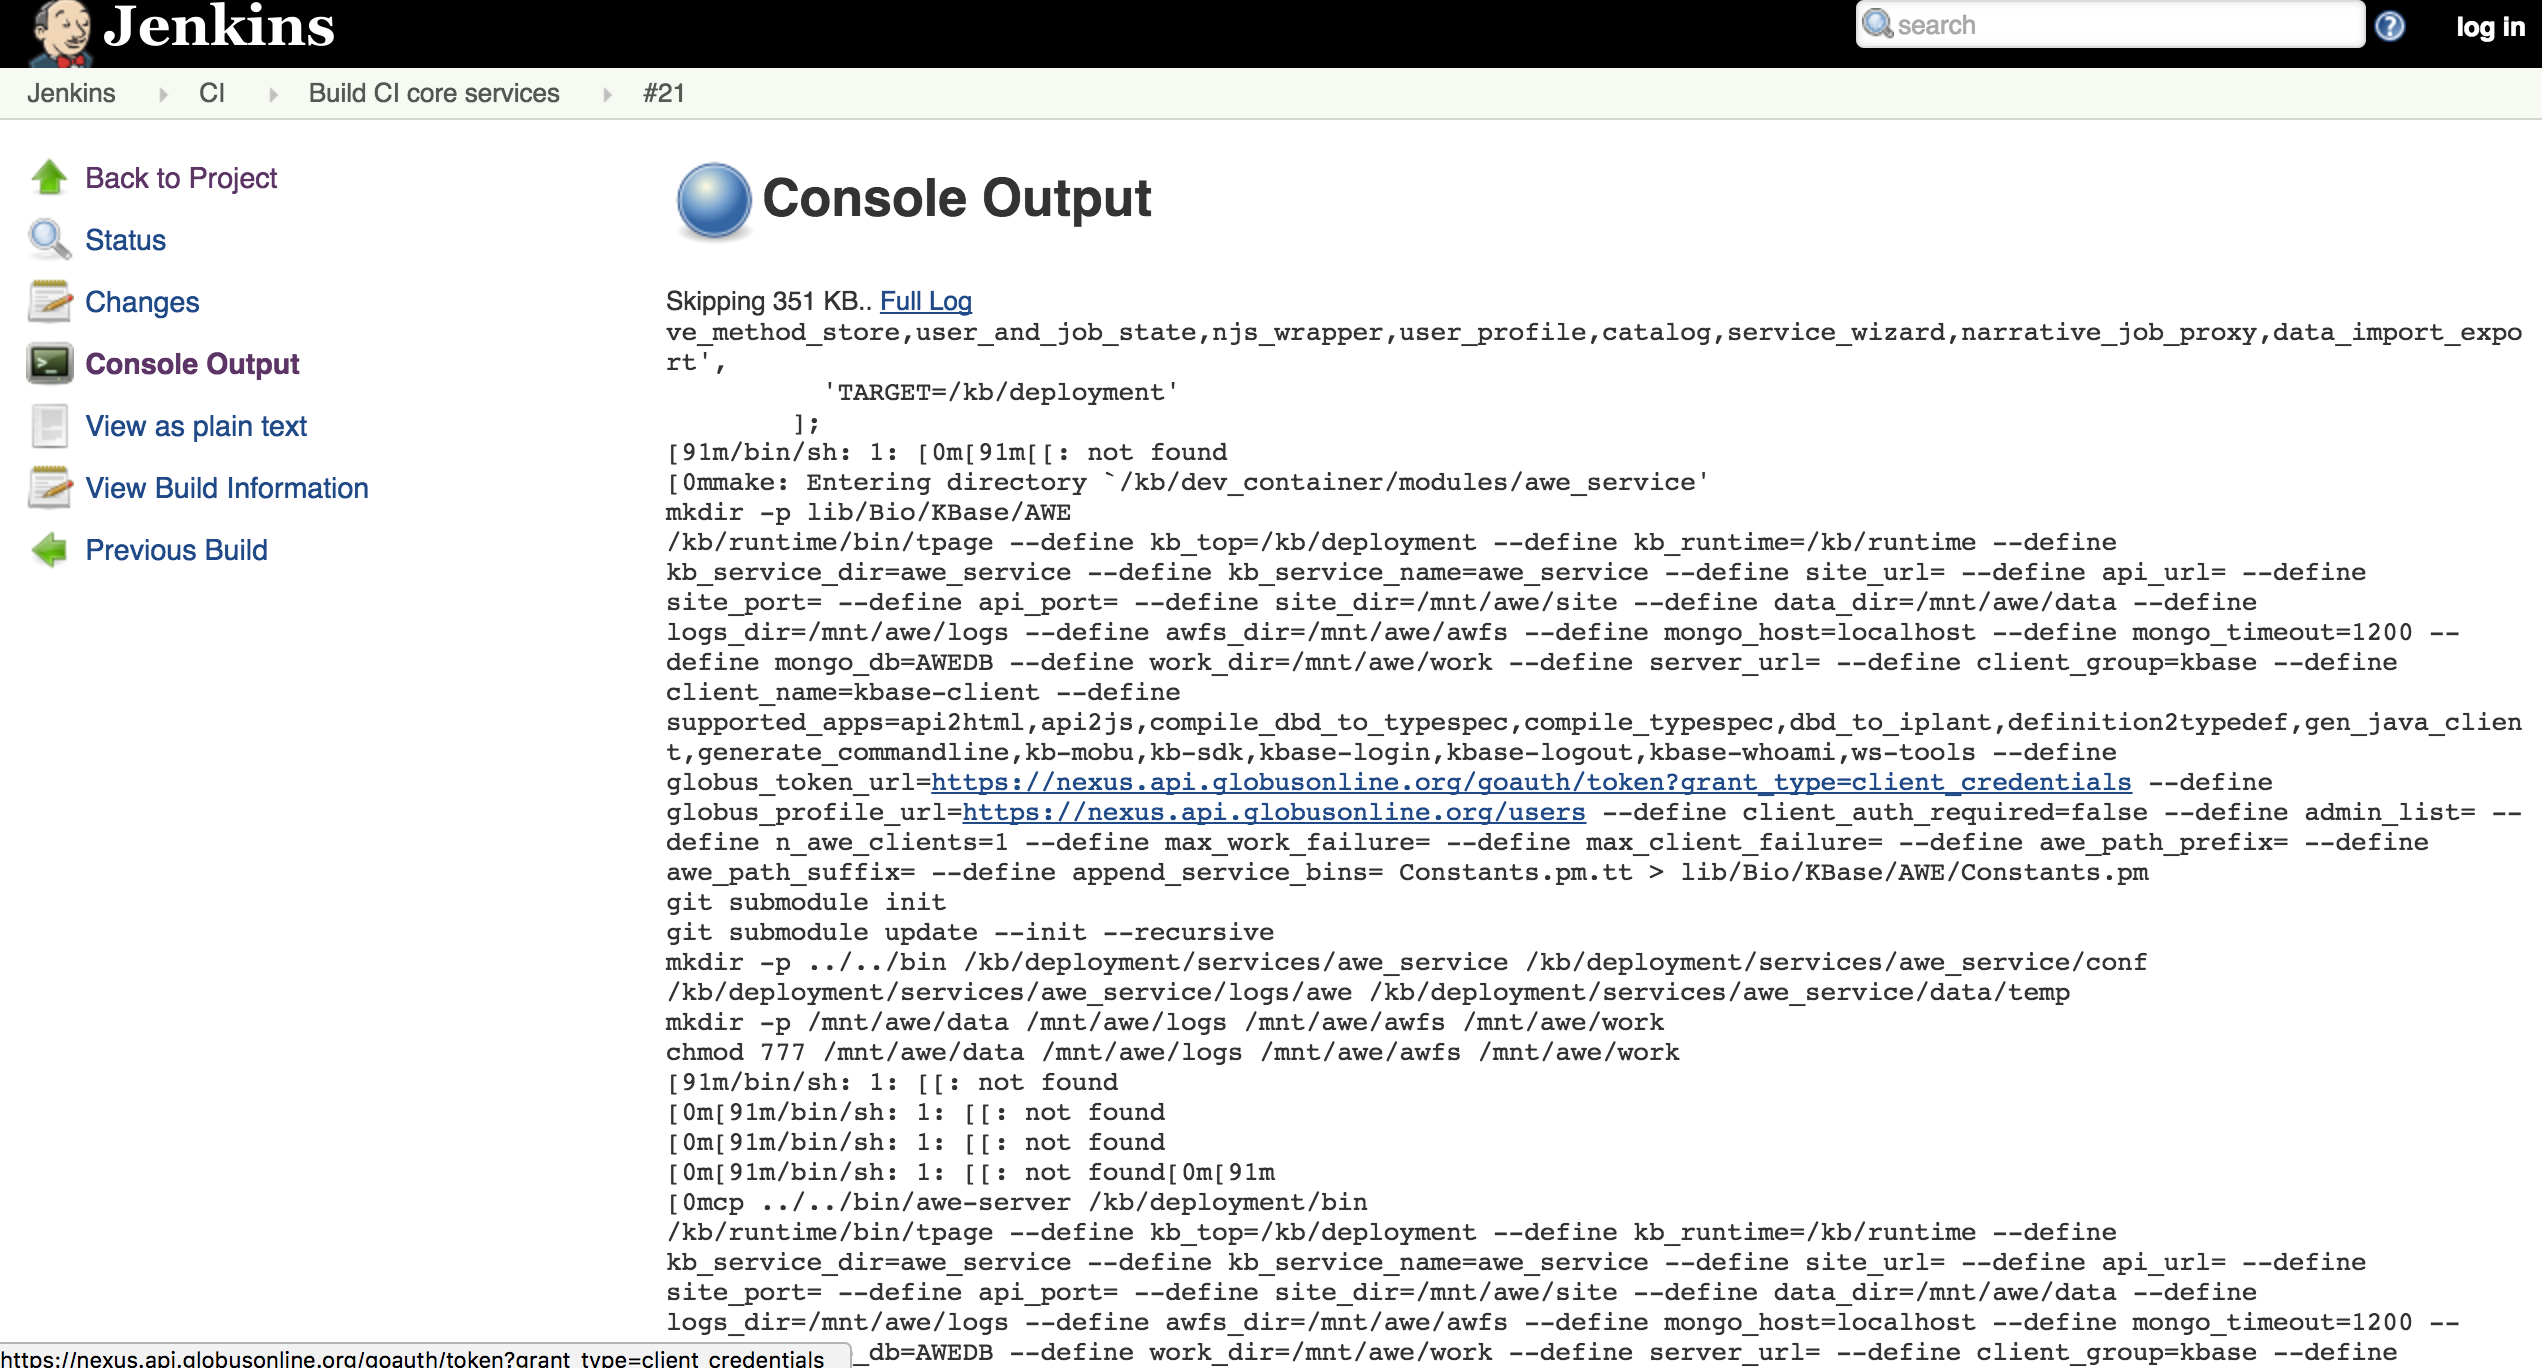 Jenkins
search
log in
Jenkins CI Build CI core services #21
Back to Project
Status
Changes
Console Output
View as plain text
View Build Information
Previous Build
Console Output
Skipping 351 KB.. Full Log
ve_method_store,user_and_job_state,njs_wrapper,user_profile,catalog,service_wizard,narrative_job_proxy,data_import_expo
rt',
'TARGET=/kb/deployment'
];
[91m/bin/sh: 1: [0m[91m[[: not found
[0mmake: Entering directory `/kb/dev_container/modules/awe_service'
mkdir -p lib/Bio/KBase/AWE
/kb/runtime/bin/tpage --define kb_top=/kb/deployment --define kb_runtime=/kb/runtime --define
kb_service_dir=awe_service --define kb_service_name=awe_service --define site_url= --define api_url= --define
site_port= --define api_port= --define site_dir=/mnt/awe/site --define data_dir=/mnt/awe/data --define
logs_dir=/mnt/awe/logs --define awfs_dir=/mnt/awe/awfs --define mongo_host=localhost --define mongo_timeout=1200 --
define mongo_db=AWEDB --define work_dir=/mnt/awe/work --define server_url= --define client_group=kbase --define
client_name=kbase-client --define
supported_apps=api2html,api2js,compile_dbd_to_typespec,compile_typespec,dbd_to_iplant,definition2typedef,gen_java_clien
t,generate_commandline,kb-mobu,kb-sdk,kbase-login,kbase-logout,kbase-whoami,ws-tools --define
globus_token_url=https://nexus.api.globusonline.org/goauth/token?grant_type=client_credentials --define
globus_profile_url=https://nexus.api.globusonline.org/users --define client_auth_required=false --define admin_list= --
define n_awe_clients=1 --define max_work_failure= --define max_client_failure= --define awe_path_prefix= --define
awe_path_suffix= --define append_service_bins= Constants.pm.tt > lib/Bio/KBase/AWE/Constants.pm
git submodule init
git submodule update --init --recursive
mkdir -p ../../bin /kb/deployment/services/awe_service /kb/deployment/services/awe_service/conf
/kb/deployment/services/awe_service/logs/awe /kb/deployment/services/awe_service/data/temp
mkdir -p /mnt/awe/data /mnt/awe/logs /mnt/awe/awfs /mnt/awe/work
chmod 777 /mnt/awe/data /mnt/awe/logs /mnt/awe/awfs /mnt/awe/work
[91m/bin/sh: 1: [[: not found
[0m[91m/bin/sh: 1: [[: not found
[0m[91m/bin/sh: 1: [[: not found
[0m[91m/bin/sh: 1: [[: not found[0m[91m
[0mcp ../../bin/awe-server /kb/deployment/bin
/kb/runtime/bin/tpage --define kb_top=/kb/deployment --define kb_runtime=/kb/runtime --define
kb_service_dir=awe_service --define kb_service_name=awe_service --define site_url= --define api_url= --define
site_port= --define api_port= --define site_dir=/mnt/awe/site --define data_dir=/mnt/awe/data --define
logs_dir=/mnt/awe/logs --define awfs_dir=/mnt/awe/awfs --define mongo_host=localhost --define mongo_timeout=1200 --
_db=AWEDB --define work_dir=/mnt/awe/work --define server_url= --define client_group=kbase --define
https://nexus.api.globusonline.org/goauth/token?grant_type=client_credentials